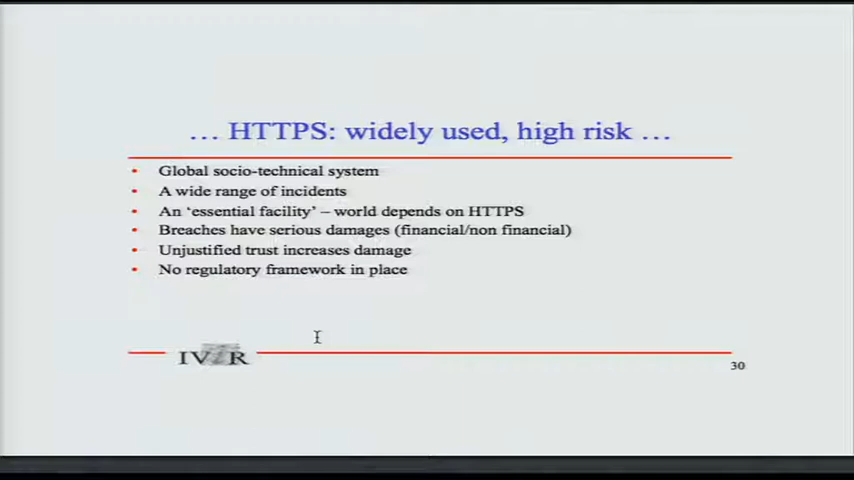 … HTTPS: widely used, high risk …
• Global socio-technical system
• A wide range of incidents
• An ‘essential facility’ – world depends on HTTPS
• Breaches have serious damages (financial/non financial)
• Unjustified trust increases damage
• No regulatory framework in place
IViR
30